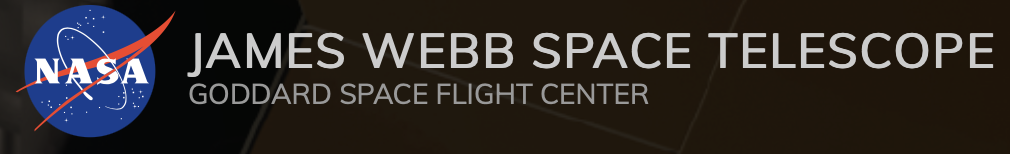 NASA
JAMES WEBB SPACE TELESCOPE
GODDARD SPACE FLIGHT CENTER